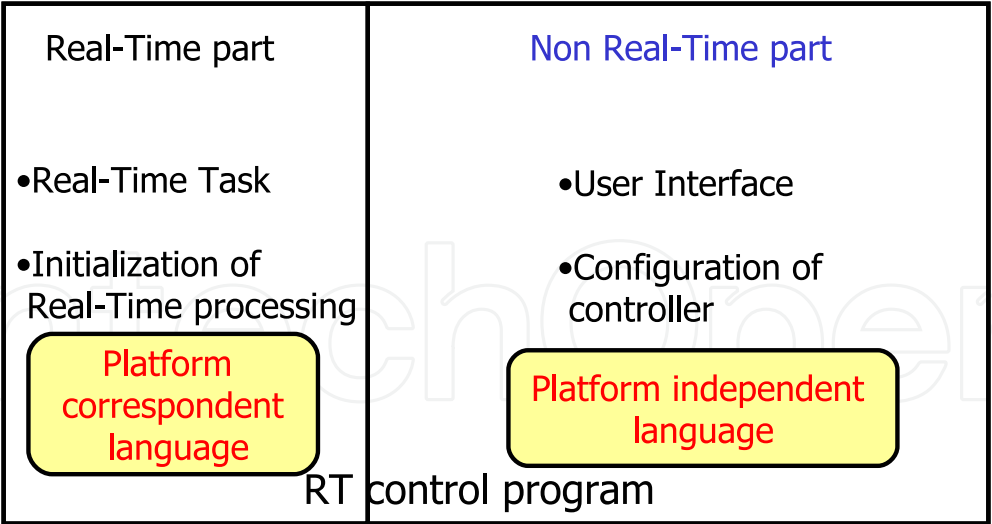 Real-Time part
•Real-Time Task
•Initialization of
Real-Time processing
Platform
correspondent
language
Non Real-Time part
•User Interface
•Configuration of
controller
Platform independent
language
RT control program
IntechOpen